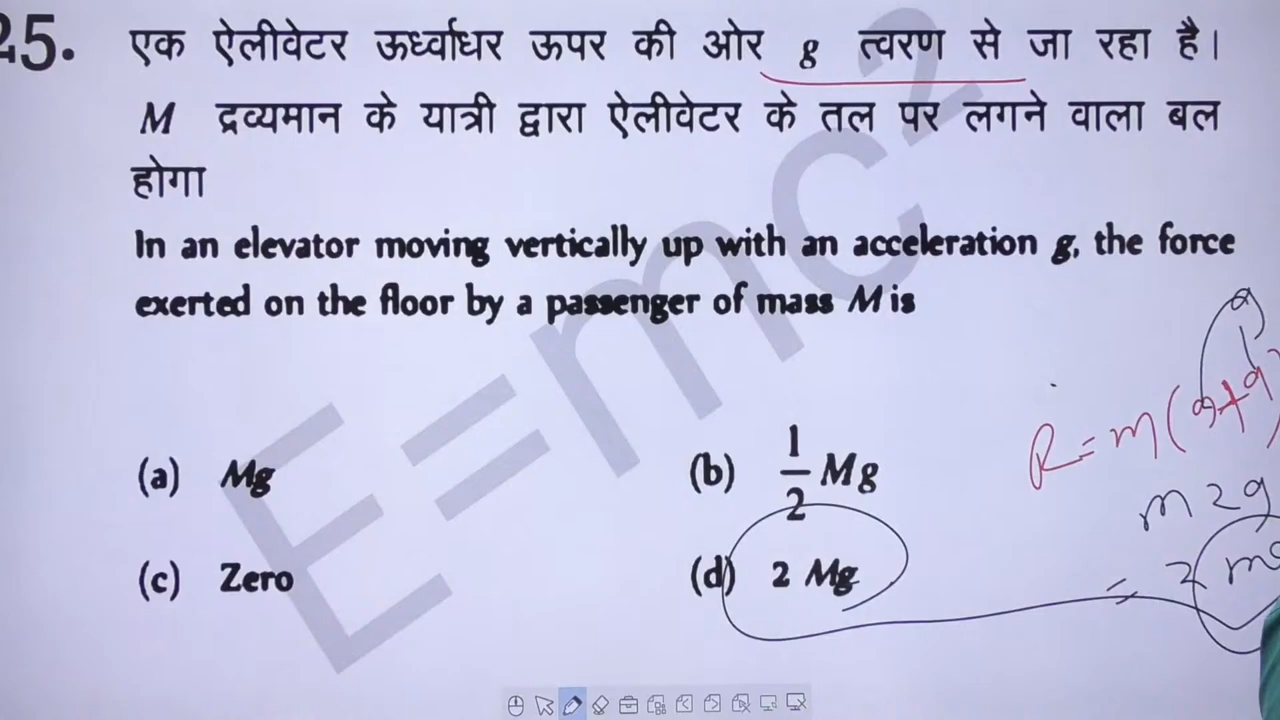 25.
एक ऐलीवेटर ऊर्ध्वाधर ऊपर की ओर g त्वरण से जा रहा है।
M द्रव्यमान के यात्री द्वारा ऐलीवेटर के तल पर लगने वाला बल
होगा
In an elevator moving vertically up with an acceleration g, the force
exerted on the floor by a passenger of mass M is
(a) Mg
(b) 1/2 Mg
(c) Zero
(d) 2 Mg
E=mc²
R=m(g+g)
m2g